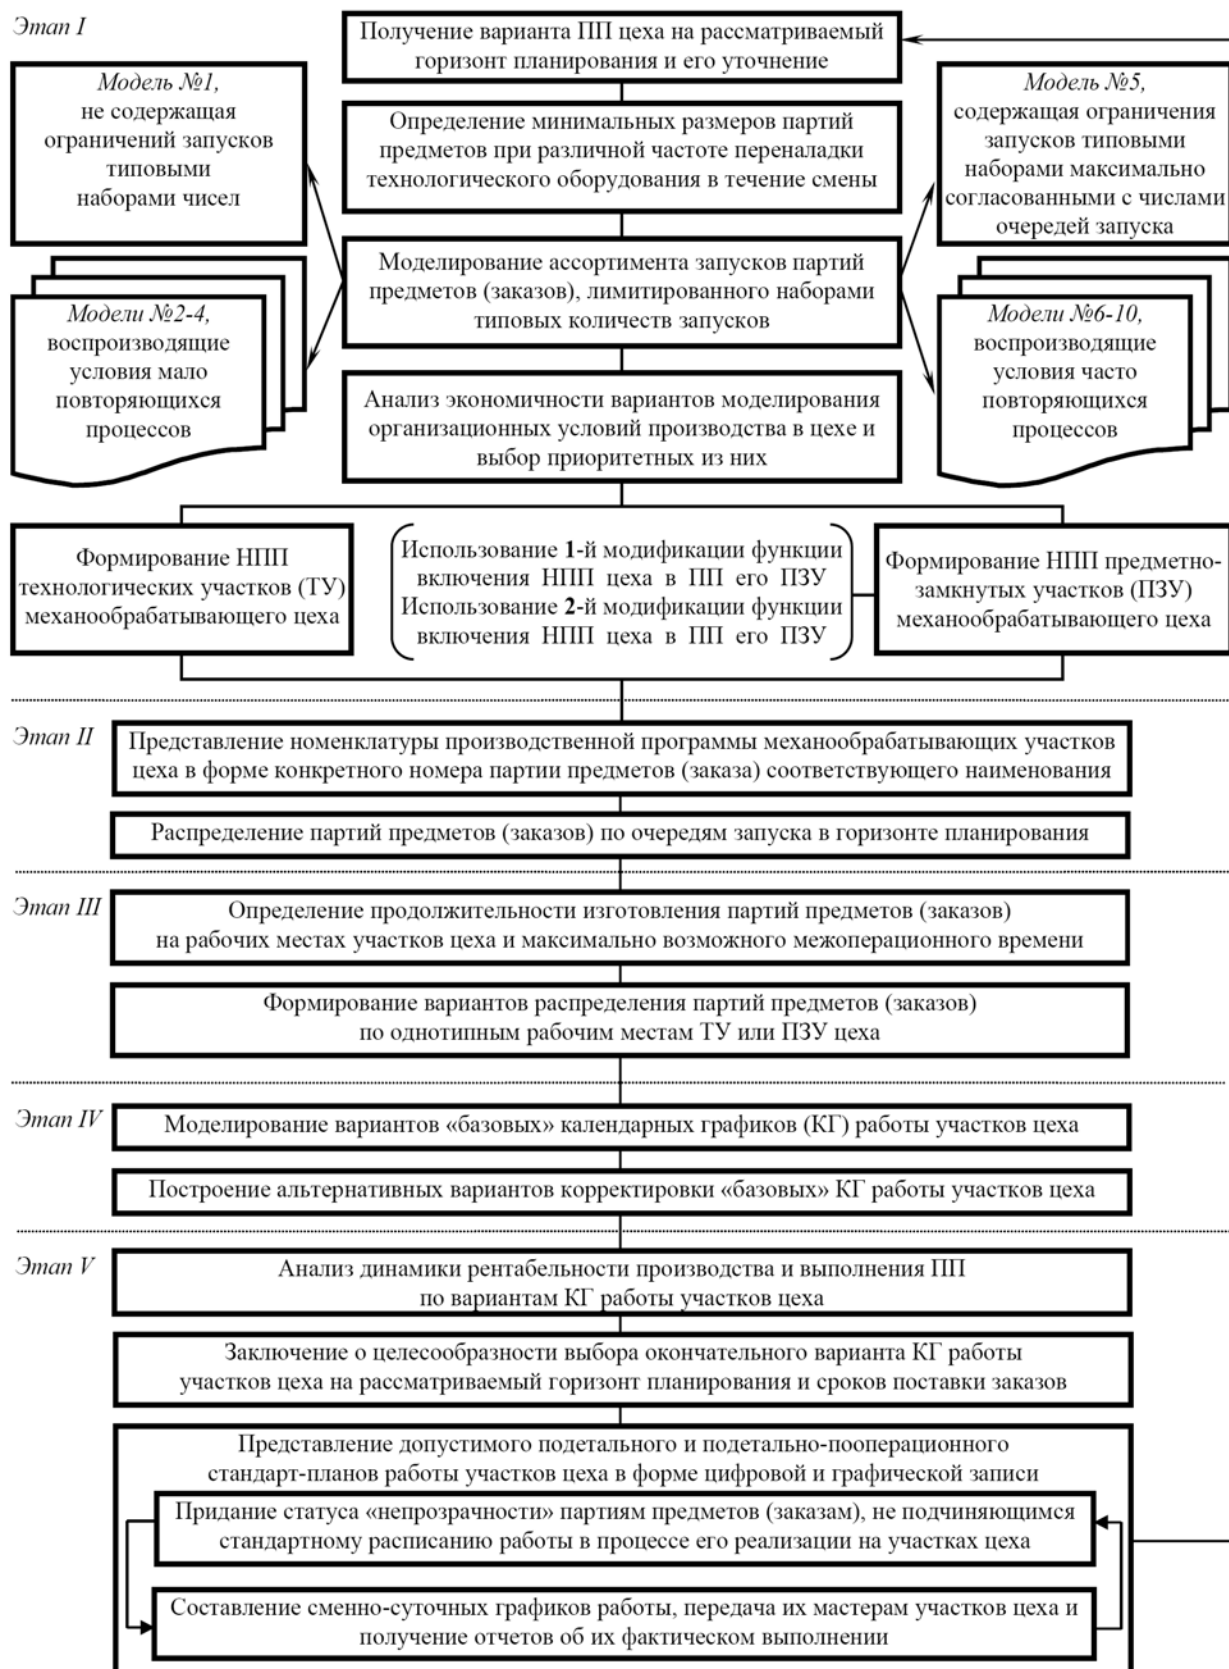 Этап I
Получение варианта ПП цеха на рассматриваемый
горизонт планирования и его уточнение
Модель №1,
не содержащая
ограничений запусков
типовыми
наборами чисел
Определение минимальных размеров партий
предметов при различной частоте переналадки
технологического оборудования в течение смены
Модель №5,
содержащая ограничения
запусков типовыми
наборами максимально
согласованными с числами
очередей запуска
Моделирование ассортимента запусков партий
предметов (заказов), лимитированного наборами
типовых количеств запусков
Модели №2-4,
воспроизводящие
условия мало
повторяющихся
процессов
Модели №6-10,
воспроизводящие
условия часто
повторяющихся
процессов
Анализ экономичности вариантов моделирования
организационных условий производства в цехе и
выбор приоритетных из них
Формирование НПП
технологических участков (ТУ)
механообрабатывающего цеха
Использование 1-й модификации функции
включения НПП цеха в ПП его ПЗУ
Использование 2-й модификации функции
включения НПП цеха в ПП его ПЗУ
Формирование НПП предметно-
замкнутых участков (ПЗУ)
механообрабатывающего цеха
Этап II
Представление номенклатуры производственной программы механообрабатывающих участков
цеха в форме конкретного номера партии предметов (заказа) соответствующего наименования
Распределение партий предметов (заказов) по очередям запуска в горизонте планирования
Этап III
Определение продолжительности изготовления партий предметов (заказов)
на рабочих местах участков цеха и максимально возможного межоперационного времени
Формирование вариантов распределения партий предметов (заказов)
по однотипным рабочим местам ТУ или ПЗУ цеха
Этап IV
Моделирование вариантов «базовых» календарных графиков (КГ) работы участков цеха
Построение альтернативных вариантов корректировки «базовых» КГ работы участков цеха
Этап V
Анализ динамики рентабельности производства и выполнения ПП
по вариантам КГ работы участков цеха
Заключение о целесообразности выбора окончательного варианта КГ работы
участков цеха на рассматриваемый горизонт планирования и сроков поставки заказов
Представление допустимого подетального и подетально-пооперационного
стандарт-планов работы участков цеха в форме цифровой и графической записи
Придание статуса «непрозрачности» партиям предметов (заказам), не подчиняющимся
стандартному расписанию работы в процессе его реализации на участках цеха
Составление сменно-суточных графиков работы, передача их мастерам участков цеха и
получение отчетов об их фактическом выполнении